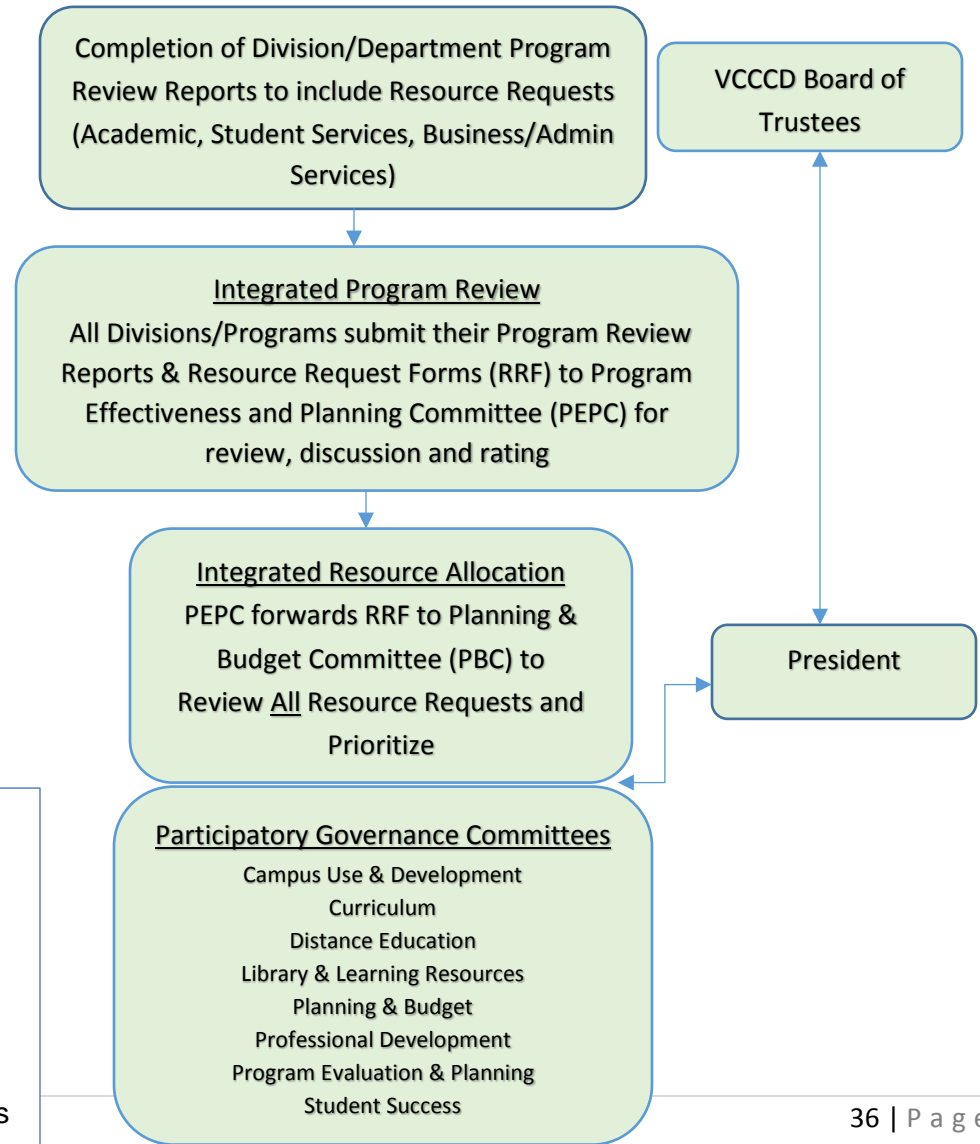 Completion of Division/Department Program
Review Reports to include Resource Requests
(Academic, Student Services, Business/Admin
Services)
VCCCD Board of
Trustees
Integrated Program Review
All Divisions/Programs submit their Program Review
Reports & Resource Request Forms (RRF) to Program
Effectiveness and Planning Committee (PEPC) for
review, discussion and rating
Integrated Resource Allocation
PEPC forwards RRF to Planning &
Budget Committee (PBC) to
Review All Resource Requests and
Prioritize
President
Participatory Governance Committees
Campus Use & Development
Curriculum
Distance Education
Library & Learning Resources
Planning & Budget
Professional Development
Program Evaluation & Planning
Student Success
s
36 | Page